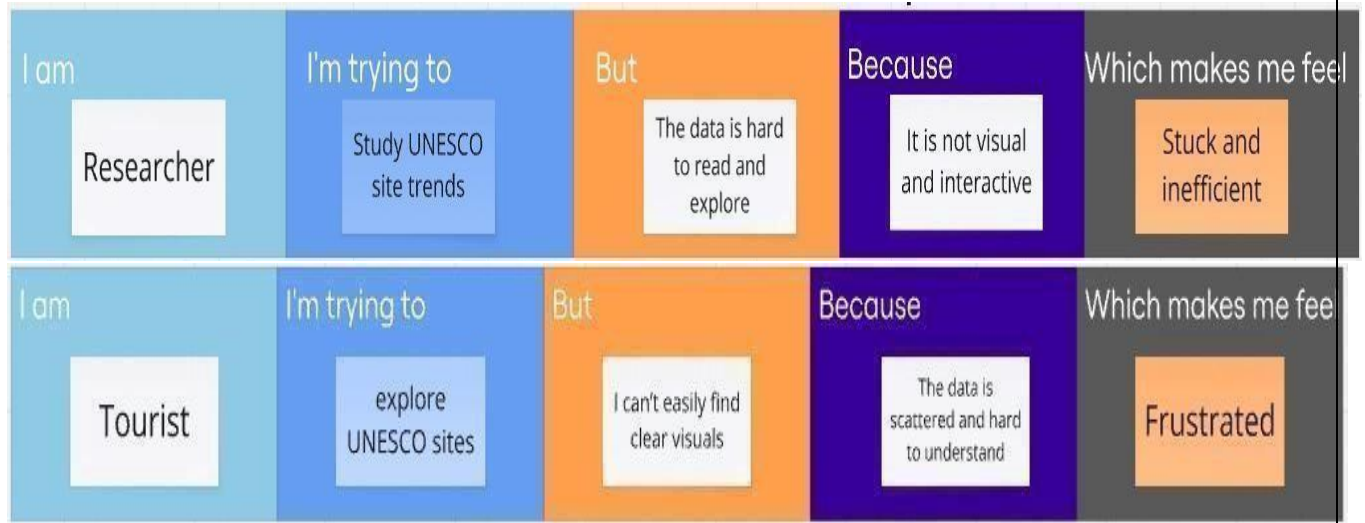 I am
I'm trying to
But
Because
Which makes me feel
Researcher
Study UNESCO
site trends
The data is hard
to read and
explore
It is not visual
and interactive
Stuck and
inefficient
I am
I'm trying to
But
Because
Which makes me fee
Tourist
explore
UNESCO sites
I can't easily find
clear visuals
The data is
scattered and hard
to understand
Frustrated